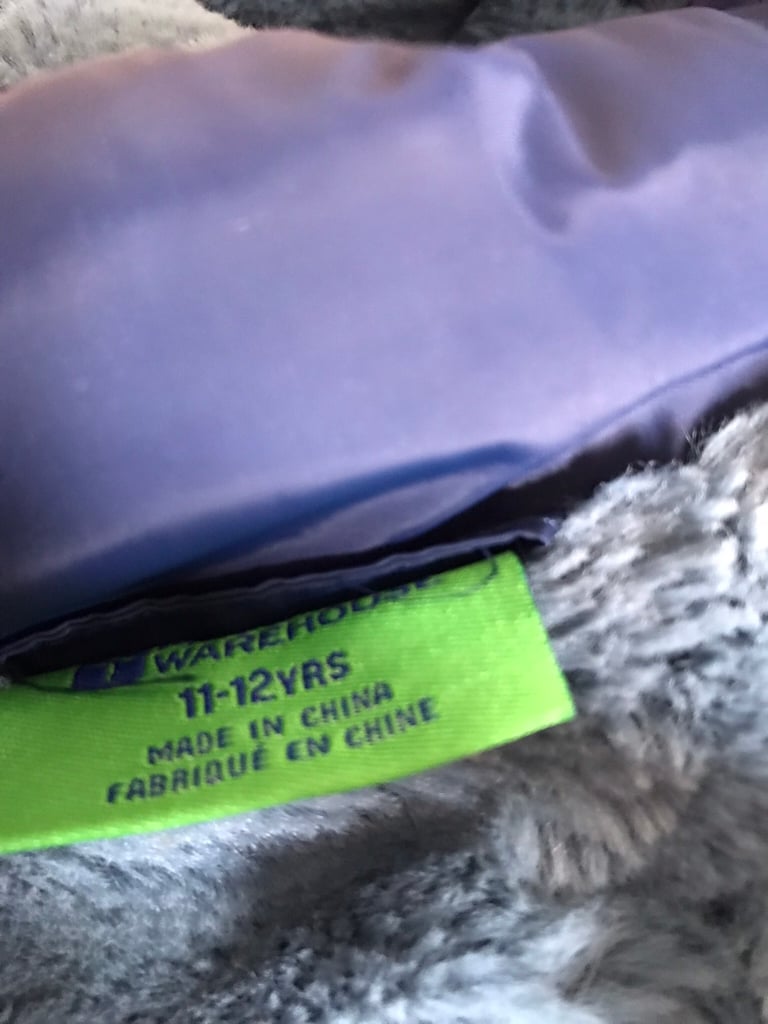 WAREHOUSE
11-12YRS
MADE IN CHINA
FABRIQUÉ EN CHINE